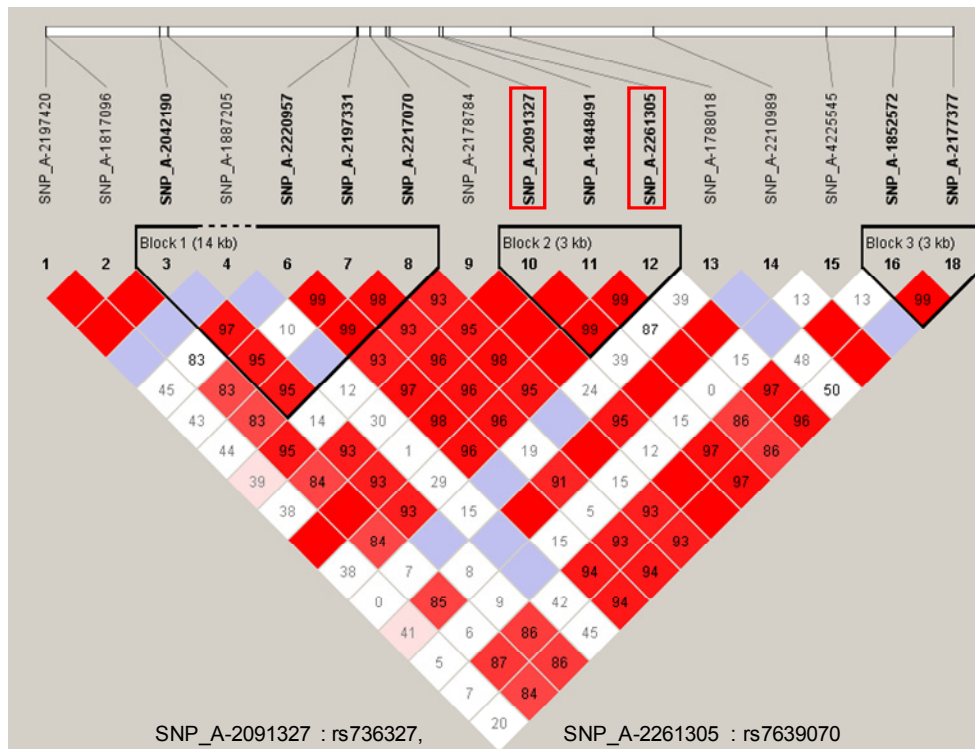 SNP_A-2197420
SNP_A-1817096
SNP_A-2042190
SNP_A-1887205
SNP_A-2220957
SNP_A-2197331
SNP_A-2217070
SNP_A-2178784
SNP_A-2091327
SNP_A-1848491
SNP_A-2261305
SNP_A-1788018
SNP_A-2210989
SNP_A-4225545
SNP_A-1852572
SNP_A-2177377
Block 1 (14 kb) Block 2 (3 kb) Block 3 (3 kb)
1 2 3 4 6 7 8 9 10 11 12 13 14 15 16 18
99 98 93 99 39 13 13 99
97 10 99 93 95 99 87
83 95 93 96 98 39 15 48
45 83 95 12 97 96 95 24 0 97 50
43 83 14 30 98 96 95 15 86 96
44 95 93 1 96 19 12 97 86
39 84 93 29 91 15 97
38 93 15 5 93
84 15 93 93
38 7 8 94 94
0 85 9 42 94
41 6 86 45
5 87 86
7 84
20
SNP_A-2091327 : rs736327, SNP_A-2261305 : rs7639070